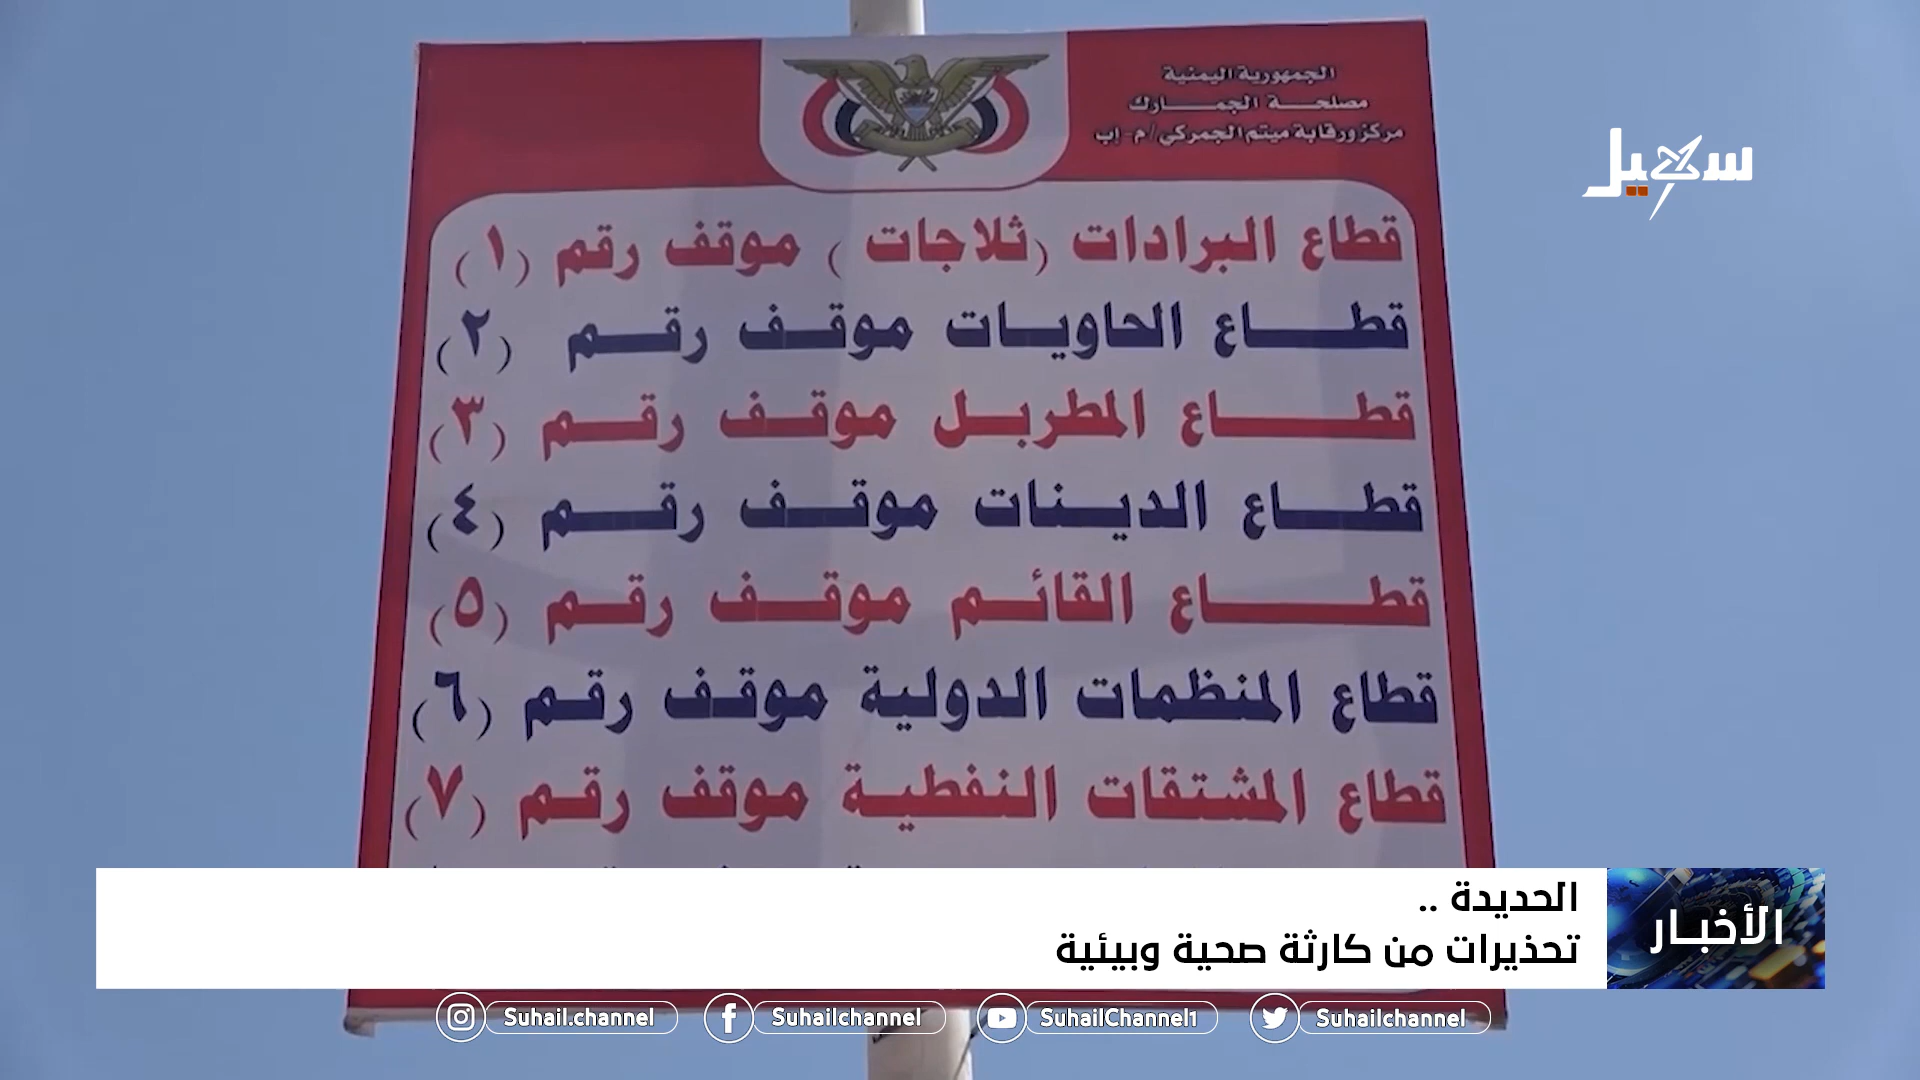 الجمهورية اليمنية
مصلحة الجمارك
مركز ورقابة ميتم الجمركي / م - إب
سهيل
قطاع البرادات (ثلاجات) موقف رقم (١)
قطاع الحاويات موقف رقم (٢)
قطاع المطربل موقف رقم (٣)
قطاع الدينات موقف رقم (٤)
قطاع القائم موقف رقم (٥)
قطاع المنظمات الدولية موقف رقم (٦)
قطاع المشتقات النفطية موقف رقم (٧)
الأخبار
الحديدة ..
تحذيرات من كارثة صحية وبيئية
Suhail.channel
Suhailchannel
SuhailChannel1
Suhailchannel